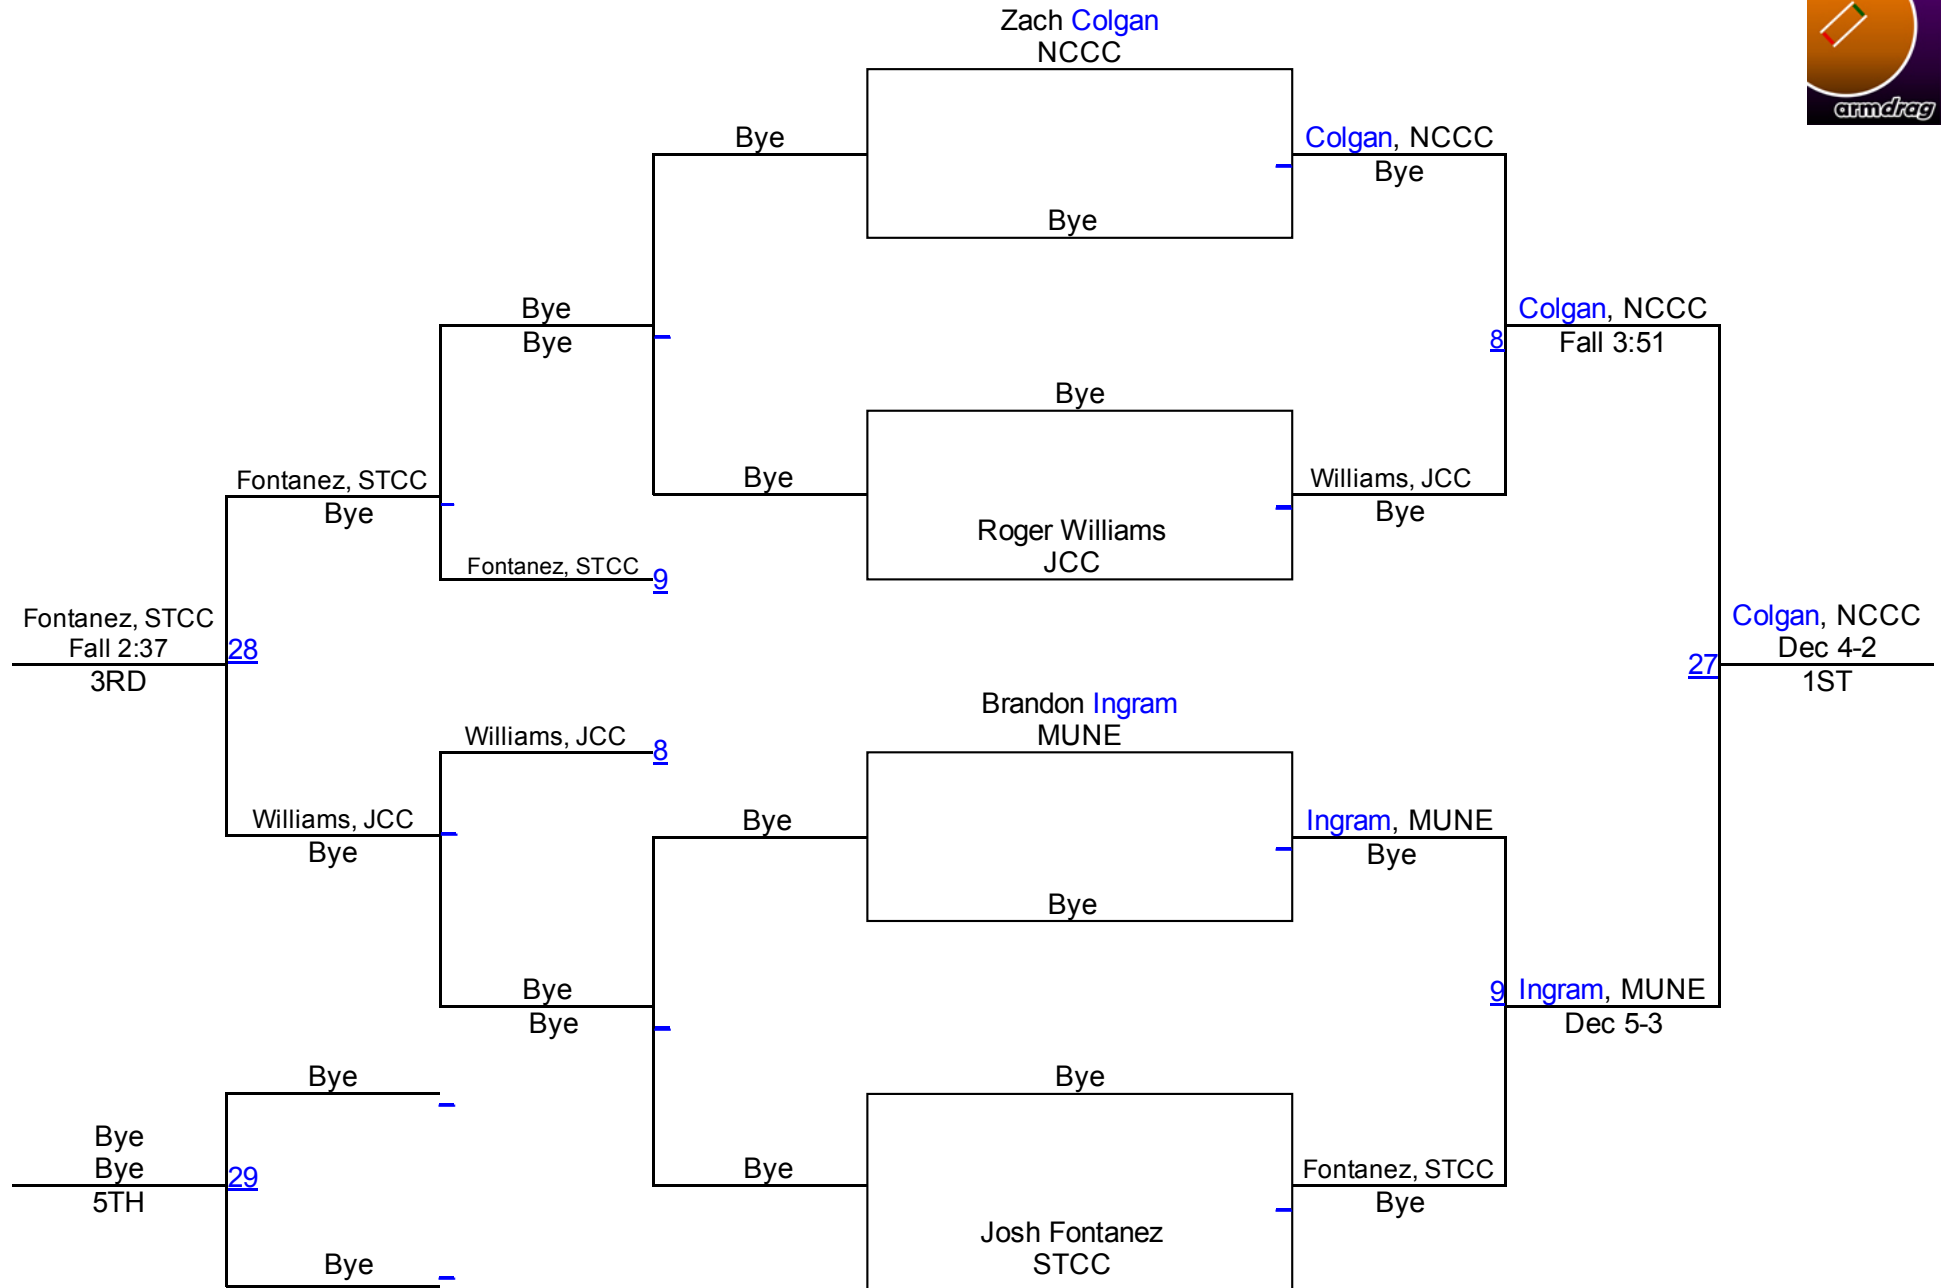 Zach Colgan
NCCC
armdrag
Bye
Colgan, NCCC
Bye
Bye
Bye
Bye
Colgan, NCCC
8
Fall 3:51
Bye
Fontanez, STCC
Bye
Bye
Williams, JCC
Bye
Roger Williams
JCC
Fontanez, STCC
9
Fontanez, STCC
Fall 2:37
28
3RD
Colgan, NCCC
Dec 4-2
27
1ST
Brandon Ingram
MUNE
Williams, JCC
8
Williams, JCC
Bye
Bye
Ingram, MUNE
Bye
Bye
Bye
Bye
9
Ingram, MUNE
Dec 5-3
Bye
Bye
Bye
Bye
29
5TH
Bye
Fontanez, STCC
Bye
Josh Fontanez
STCC
Bye